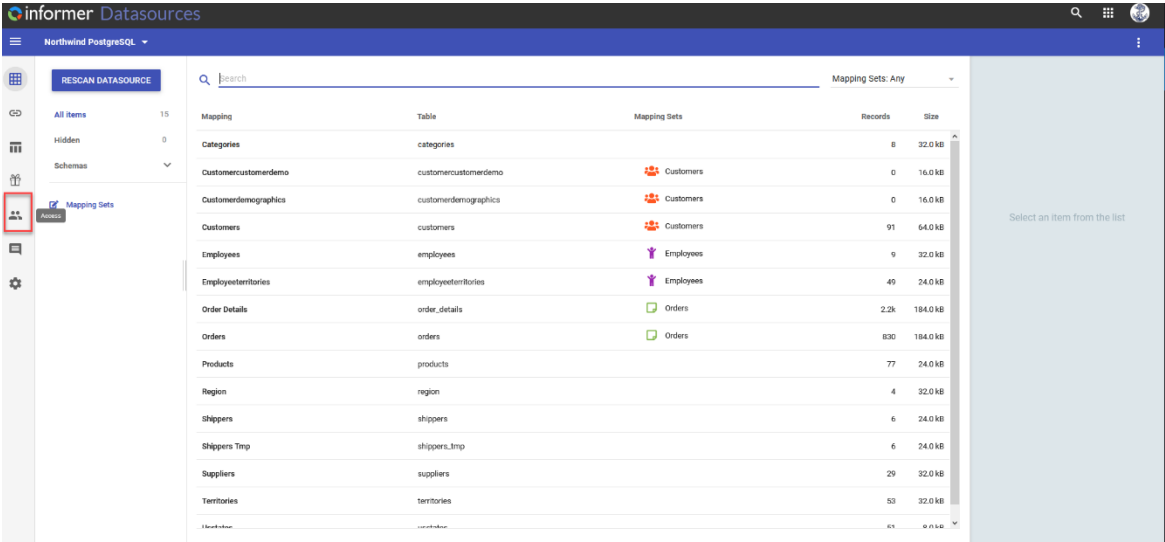 informer Datasources
Northwind PostgreSQL
RESCAN DATASOURCE
Search
Mapping Sets: Any
All items 15
Hidden 0
Schemas
Mapping Sets
Access
Mapping Table Mapping Sets Records Size
Categories categories 8 32.0 kB
Customercustomerdemo customercustomerdemo Customers 0 16.0 kB
Customerdemographics customerdemographics Customers 0 16.0 kB
Customers customers Customers 91 64.0 kB
Employees employees Employees 9 32.0 kB
Employeeterritories employeeterritories Employees 49 24.0 kB
Order Details order_details Orders 2.2k 184.0 kB
Orders orders Orders 830 184.0 kB
Products products 77 24.0 kB
Region region 4 32.0 kB
Shippers shippers 6 24.0 kB
Shippers Tmp shippers_tmp 6 24.0 kB
Suppliers suppliers 29 32.0 kB
Territories territories 53 32.0 kB
Select an item from the list